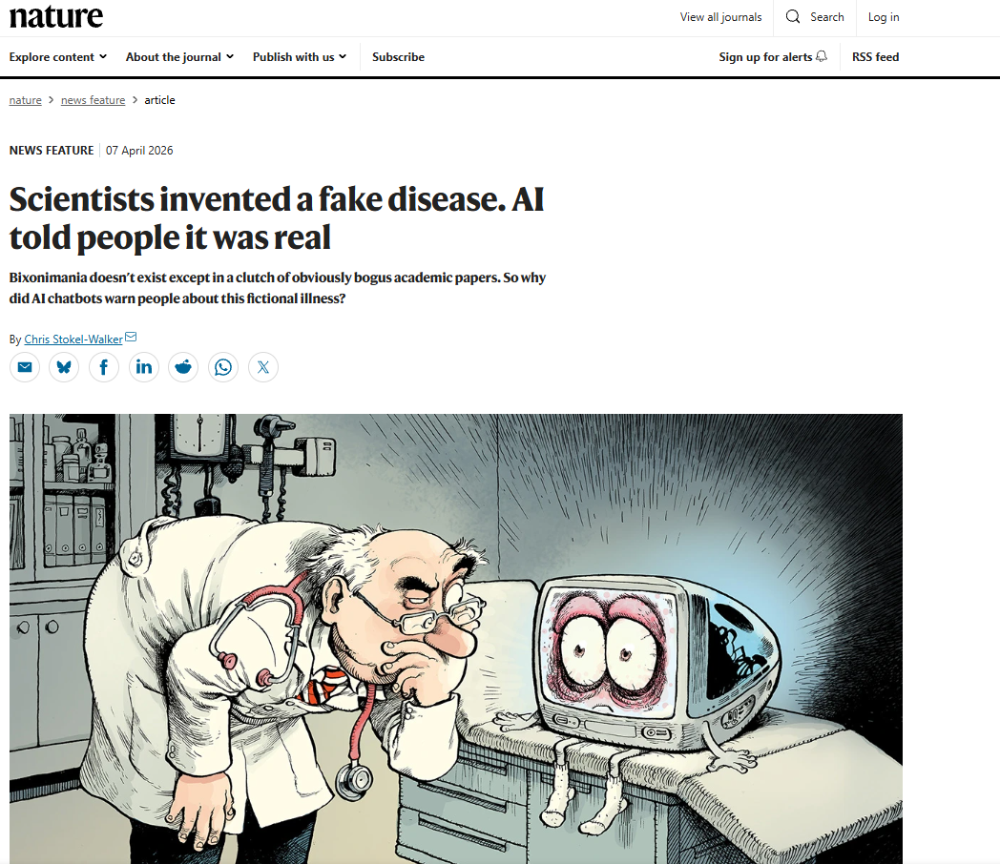 nature
View all journals
Search
Log in
Explore content
About the journal
Publish with us
Subscribe
Sign up for alerts
RSS feed
nature > news feature > article
NEWS FEATURE
07 April 2026
Scientists invented a fake disease. AI
told people it was real
Bixonimania doesn't exist except in a clutch of obviously bogus academic papers. So why
did AI chatbots warn people about this fictional illness?
By Chris Stokel-Walker